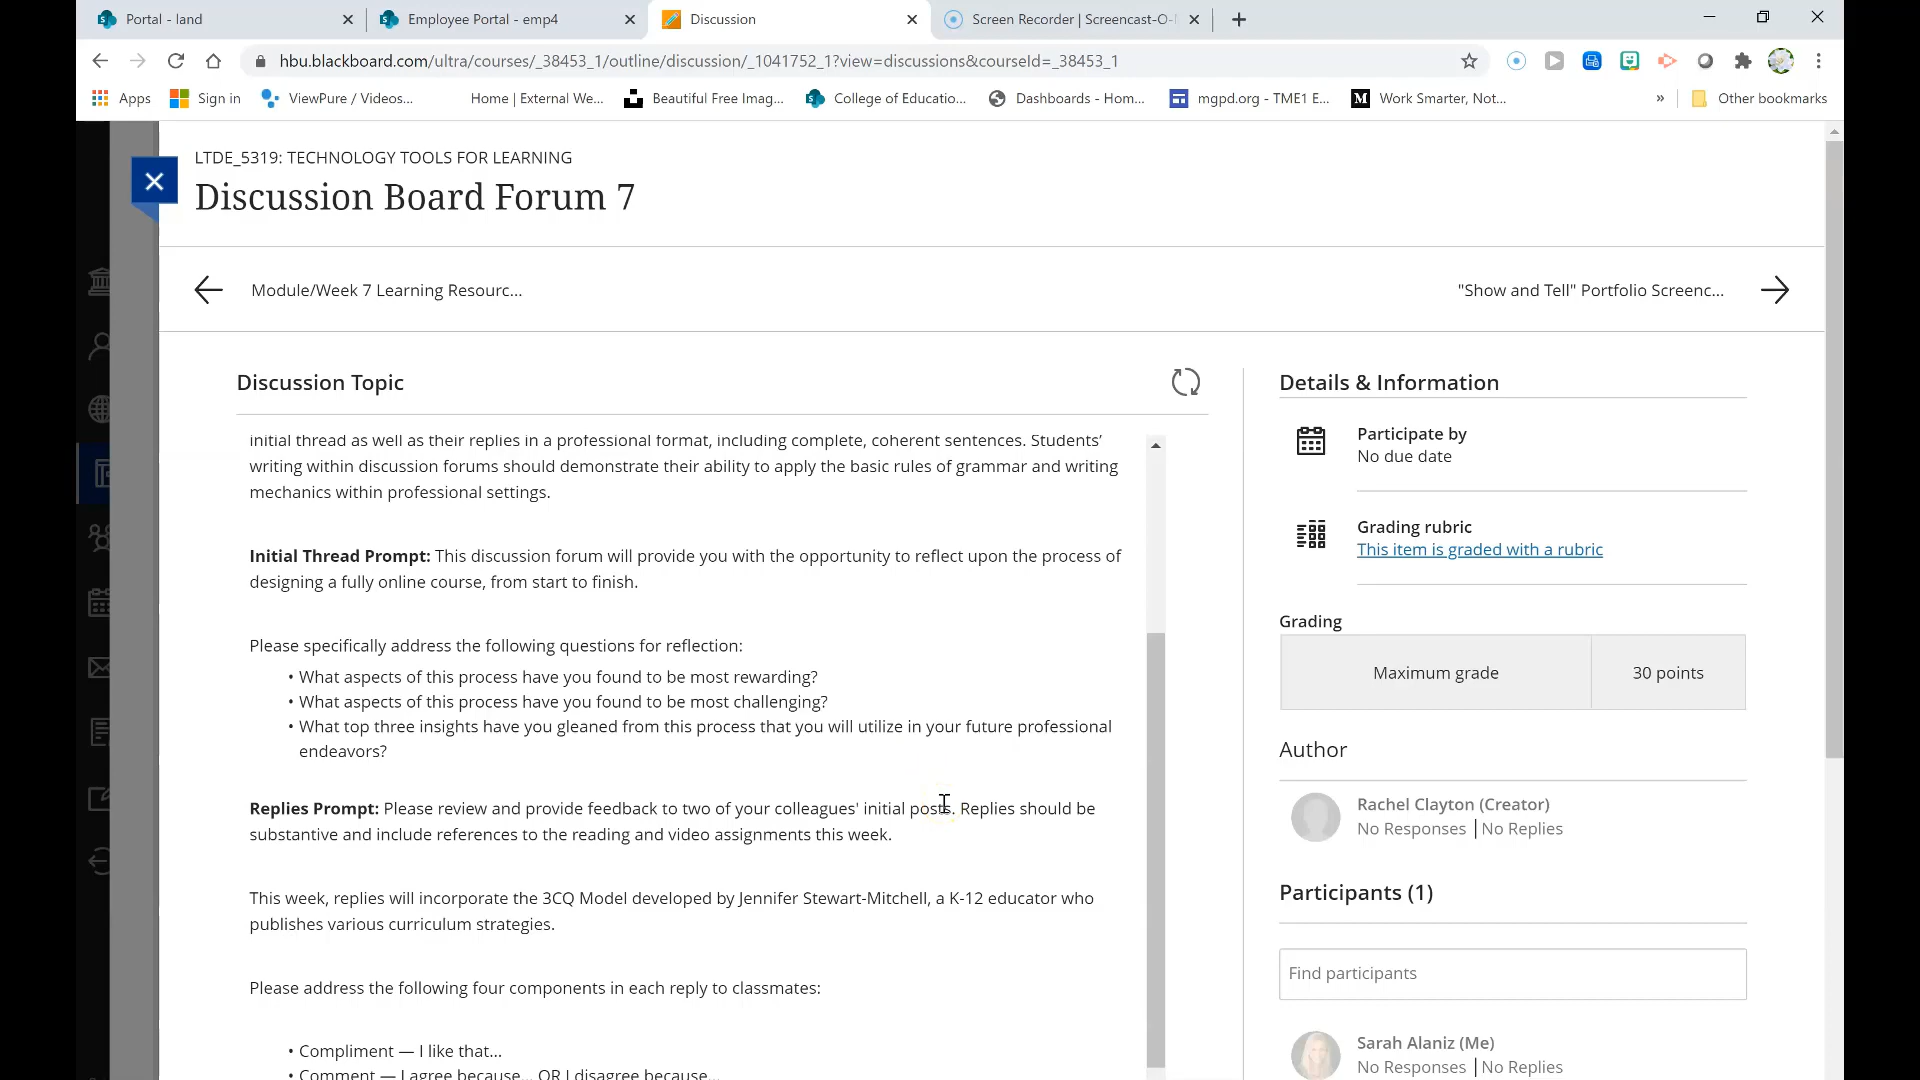 Portal - land
Employee Portal - emp4
Discussion
Screen Recorder | Screencast-O-
hbu.blackboard.com/ultra/courses/_38453_1/outline/discussion/_1041752_1?view=discussions&courseId=_38453_1
Apps
Sign in
ViewPure / Videos...
Home | External We...
Beautiful Free Imag...
College of Educatio...
Dashboards - Hom...
mgpd.org - TME1 E...
M
Work Smarter, Not...
»
Other bookmarks
LTDE_5319: TECHNOLOGY TOOLS FOR LEARNING
Discussion Board Forum 7
Module/Week 7 Learning Resourc...
"Show and Tell" Portfolio Screenc...
Discussion Topic
initial thread as well as their replies in a professional format, including complete, coherent sentences. Students’
writing within discussion forums should demonstrate their ability to apply the basic rules of grammar and writing
mechanics within professional settings.
Initial Thread Prompt: This discussion forum will provide you with the opportunity to reflect upon the process of
designing a fully online course, from start to finish.
Please specifically address the following questions for reflection:
• What aspects of this process have you found to be most rewarding?
• What aspects of this process have you found to be most challenging?
• What top three insights have you gleaned from this process that you will utilize in your future professional
endeavors?
Replies Prompt: Please review and provide feedback to two of your colleagues' initial posts. Replies should be
substantive and include references to the reading and video assignments this week.
This week, replies will incorporate the 3CQ Model developed by Jennifer Stewart-Mitchell, a K-12 educator who
publishes various curriculum strategies.
Please address the following four components in each reply to classmates:
• Compliment — I like that...
• Comment — I agree because... OR I disagree because...
Details & Information
Participate by
No due date
Grading rubric
This item is graded with a rubric
Grading
Maximum grade
30 points
Author
Rachel Clayton (Creator)
No Responses | No Replies
Participants (1)
Find participants
Sarah Alaniz (Me)
No Responses | No Replies